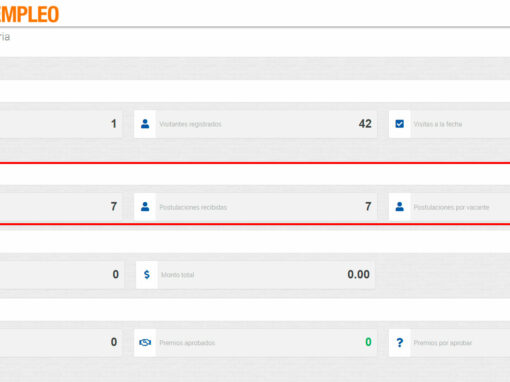 EMPLEO
ria
1 Visitantes registrados 42 Visitas a la fecha
7 Postulaciones recibidas 7 Postulaciones por vacante
0 $ Monto total 0.00
0 Premios aprobados 0 ? Premios por aprobar